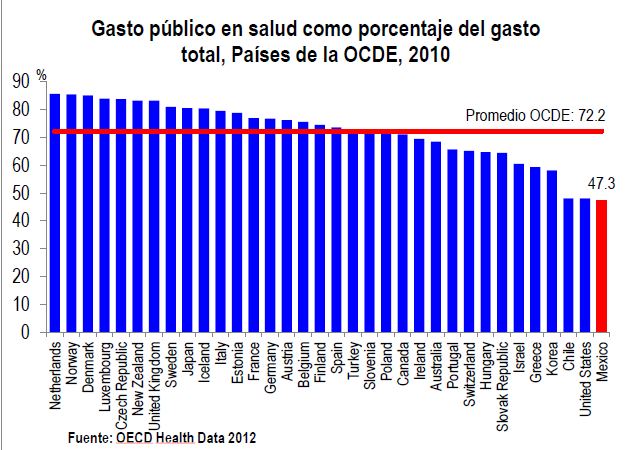 Gasto público en salud como porcentaje del gasto
total, Países de la OCDE, 2010
%
90
80
70
60
50
40
30
20
10
0
Promedio OCDE: 72.2
47.3
Netherlands
Norway
Denmark
Luxembourg
Czech Republic
New Zealand
United Kingdom
Sweden
Japan
Iceland
Italy
Estonia
France
Germany
Austria
Belgium
Finland
Spain
Turkey
Slovenia
Poland
Canada
Ireland
Australia
Portugal
Switzerland
Hungary
Slovak Republic
Israel
Greece
Korea
Chile
United States
Mexico
Fuente: OECD Health Data 2012